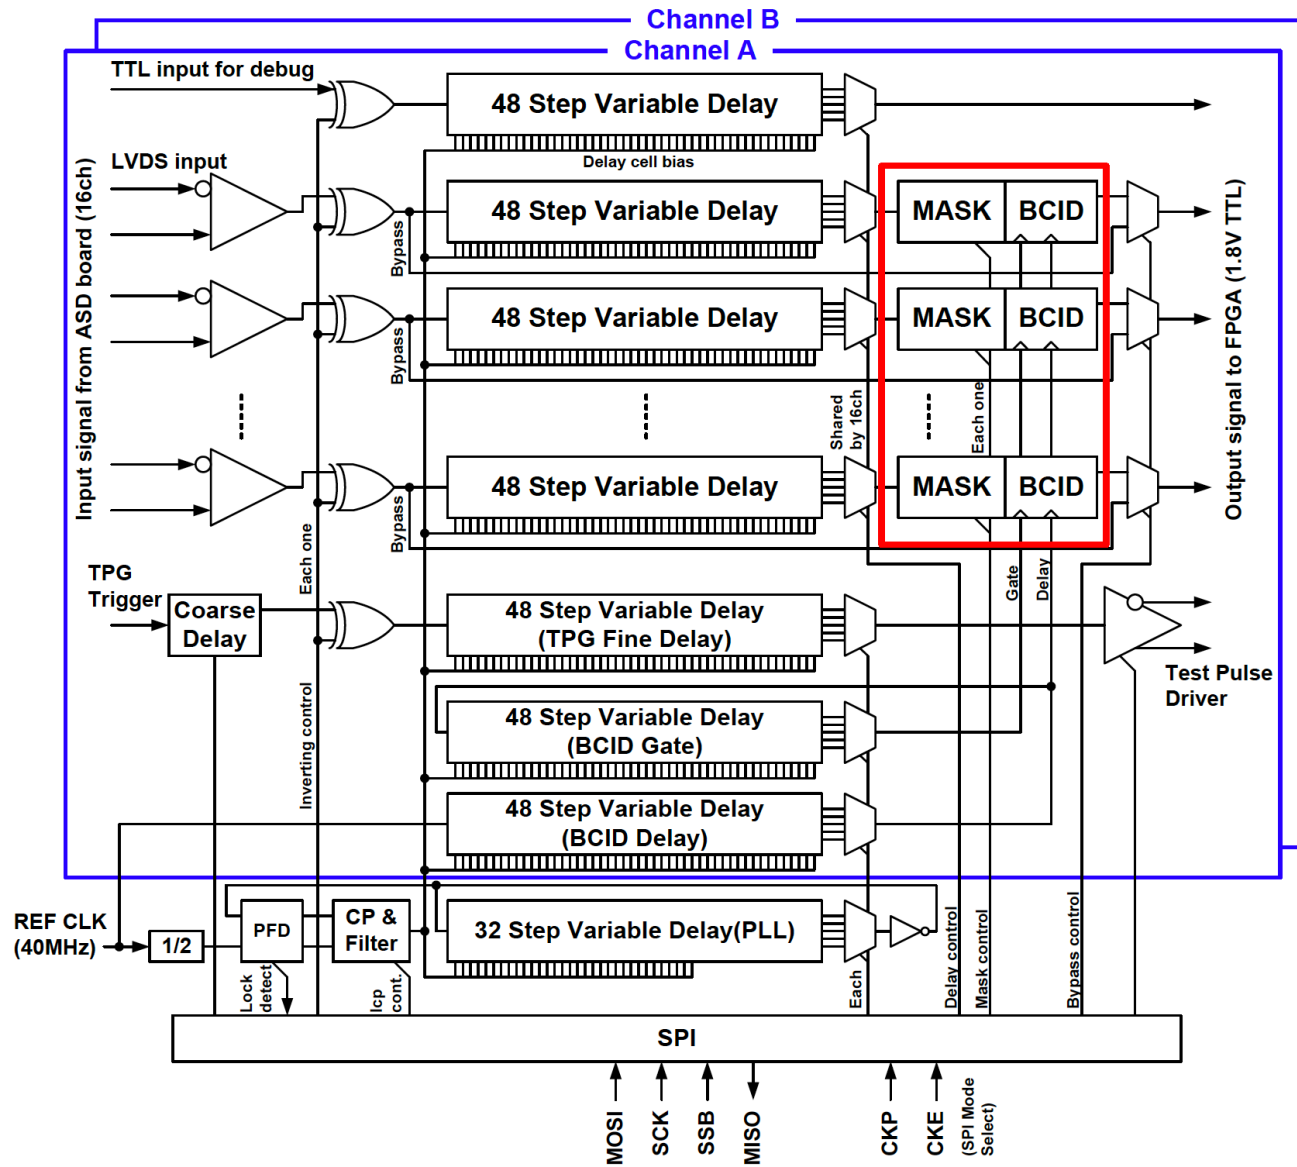 Channel B
Channel A
TTL input for debug
48 Step Variable Delay
Delay cell bias
LVDS input
Input signal from ASD board (16ch)
48 Step Variable Delay
MASK
BCID
Bypass
Output signal to FPGA (1.8V TTL)
48 Step Variable Delay
MASK
BCID
Bypass
Shared
by 16ch
Each one
48 Step Variable Delay
MASK
BCID
Bypass
Each one
Gate
Delay
TPG
Trigger
Coarse
Delay
48 Step Variable Delay
(TPG Fine Delay)
Test Pulse
Driver
Inverting control
48 Step Variable Delay
(BCID Gate)
48 Step Variable Delay
(BCID Delay)
REF CLK
(40MHz)
1/2
PFD
CP &
Filter
32 Step Variable Delay(PLL)
Lock
detect
Icp
cont.
Each
Delay control
Mask control
Bypass control
SPI
MOSI
SCK
SSB
MISO
CKP
CKE
(SPI Mode
Select)